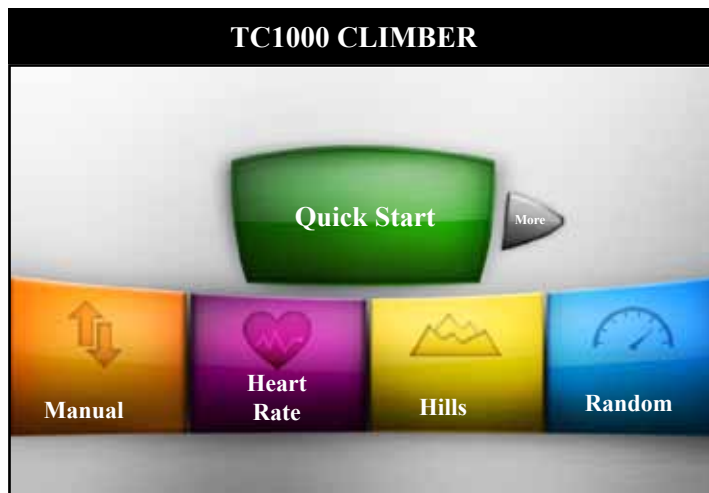 TC1000 CLIMBER
Quick Start
More
Manual
Heart
Rate
Hills
Random